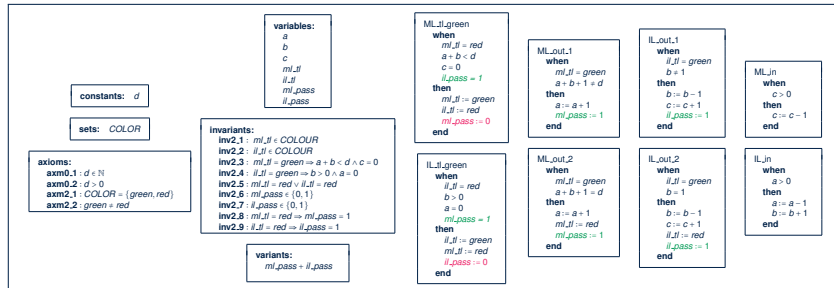 constants: d
sets: COLOR
axioms:
axm0_1 : d ∈ ℕ
axm0_2 : d > 0
axm2_1 : COLOR = {green, red}
axm2_2 : green ≠ red
variables:
a
b
c
ml_tl
il_tl
ml_pass
il_pass
invariants:
inv2_1 : ml_tl ∈ COLOUR
inv2_2 : il_tl ∈ COLOUR
inv2_3 : ml_tl = green ⇒ a + b < d ∧ c = 0
inv2_4 : il_tl = green ⇒ b > 0 ∧ a = 0
inv2_5 : ml_tl = red ∨ il_tl = red
inv2_6 : ml_pass ∈ {0, 1}
inv2_7 : il_pass ∈ {0, 1}
inv2_8 : ml_tl = red ⇒ ml_pass = 1
inv2_9 : il_tl = red ⇒ il_pass = 1
variants:
ml_pass + il_pass
ML_tl_green
when
ml_tl = red
a + b < d
c = 0
il_pass = 1
then
ml_tl := green
il_tl := red
ml_pass := 0
end
IL_tl_green
when
il_tl = red
b > 0
a = 0
ml_pass = 1
then
il_tl := green
ml_tl := red
il_pass := 0
end
ML_out_1
when
ml_tl = green
a + b + 1 ≠ d
then
a := a + 1
ml_pass := 1
end
ML_out_2
when
ml_tl = green
a + b + 1 = d
then
a := a + 1
ml_tl := red
ml_pass := 1
end
IL_out_1
when
il_tl = green
b ≠ 1
then
b := b − 1
c := c + 1
il_pass := 1
end
IL_out_2
when
il_tl = green
b = 1
then
b := b − 1
c := c + 1
il_tl := red
il_pass := 1
end
ML_in
when
c > 0
then
c := c − 1
end
IL_in
when
a > 0
then
a := a − 1
b := b + 1
end